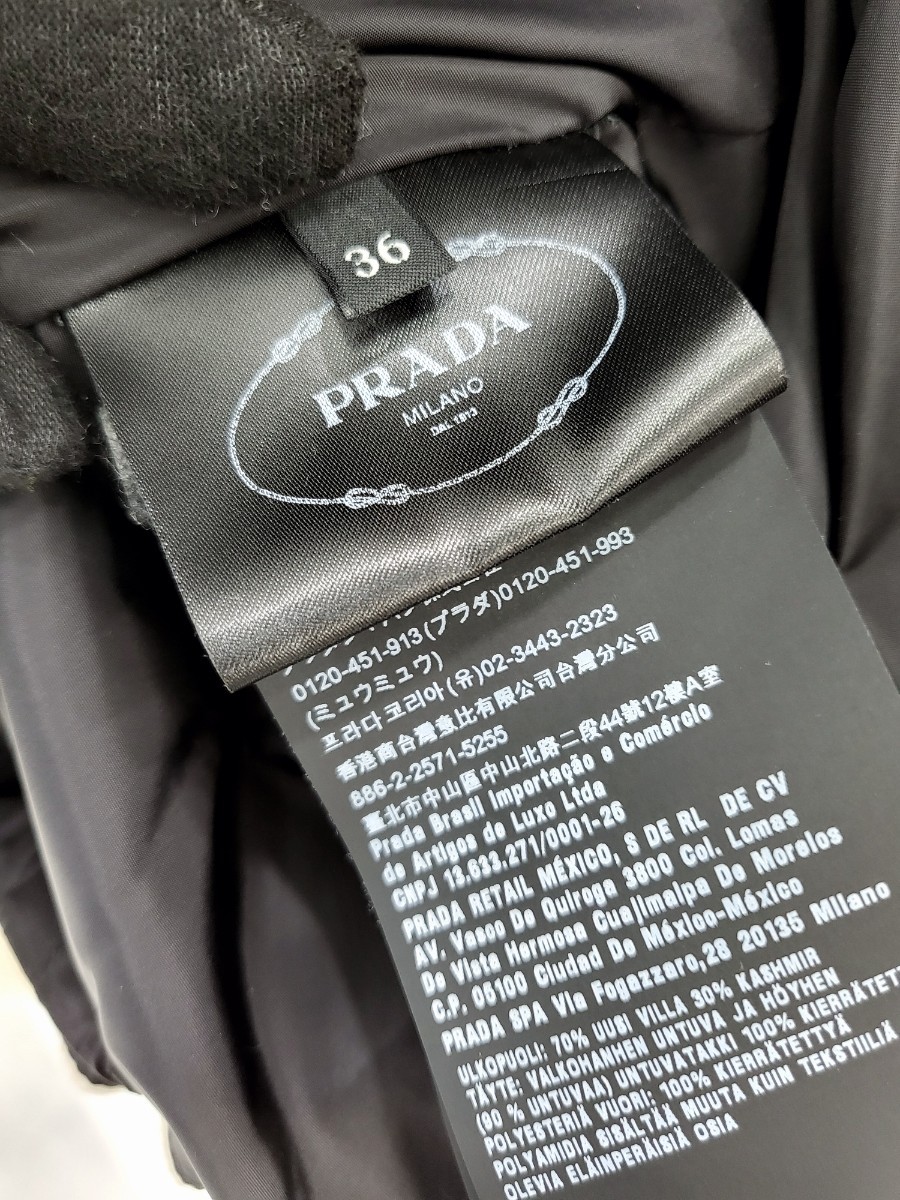 36
PRADA
MILANO
DAL 1913
0120-451-913(プラダ)0120-451-993
(ミュウミュウ)
프라다 코리아(유)02-3443-2323
香港商台灣意比有限公司台灣分公司
886-2-2571-5255
臺北市中山區中山北路二段44號12樓A室
Prada Brasil Importação e Comérclo
de Artigos de Luxo Ltda
CNPJ 13.633.271/0001-26
PRADA RETAIL MÉXICO, S DE RL DE CV
AV. Vasco De Quiroga 3800 Col. Lomas
De Vista Hermosa Cuajimalpa De Morelos
C.P. 05100 Ciudad De México-México
PRADA SPA Via Fogazzaro,28 20135 Milano
ULKOPUOLI: 70% UUSI VILLA 30% KASHMIR
TÄYTE: VALKOHANHEN UNTUVA JA HÖYHEN
(90 % UNTUVAA) UNTUVATAKKI 100% KIERRÄTET
POLYESTERIÄ VUORI: 100% KIERRÄTETTYÄ
POLYAMIDIA SISÄLTÄÄ MUUTA KUIN TEKSTIILIÄ
OLEVIA ELÄINPERÄISIÄ OSIA